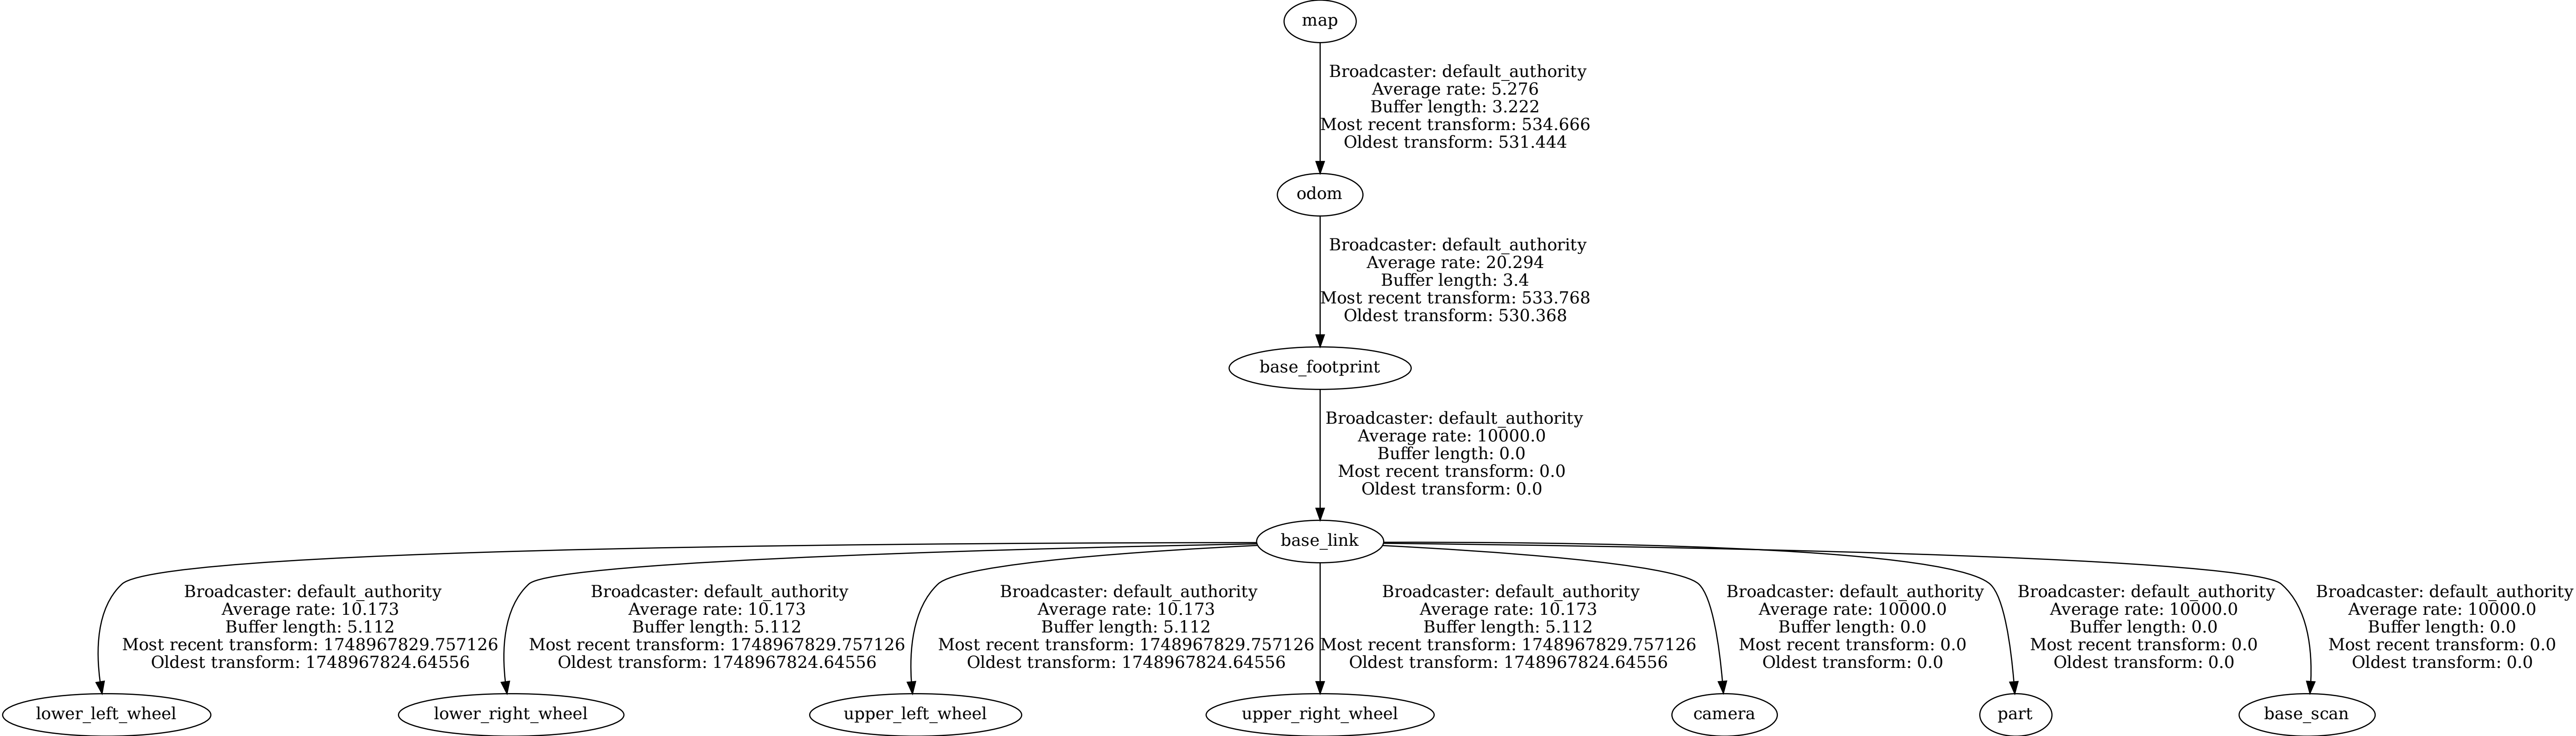 map
Broadcaster: default_authority
Average rate: 5.276
Buffer length: 3.222
Most recent transform: 534.666
Oldest transform: 531.444
odom
Broadcaster: default_authority
Average rate: 20.294
Buffer length: 3.4
Most recent transform: 533.768
Oldest transform: 530.368
base_footprint
Broadcaster: default_authority
Average rate: 10000.0
Buffer length: 0.0
Most recent transform: 0.0
Oldest transform: 0.0
base_link
Broadcaster: default_authority
Average rate: 10.173
Buffer length: 5.112
Most recent transform: 1748967829.757126
Oldest transform: 1748967824.64556
Broadcaster: default_authority
Average rate: 10.173
Buffer length: 5.112
Most recent transform: 1748967829.757126
Oldest transform: 1748967824.64556
Broadcaster: default_authority
Average rate: 10.173
Buffer length: 5.112
Most recent transform: 1748967829.757126
Oldest transform: 1748967824.64556
Broadcaster: default_authority
Average rate: 10.173
Buffer length: 5.112
Most recent transform: 1748967829.757126
Oldest transform: 1748967824.64556
Broadcaster: default_authority
Average rate: 10000.0
Buffer length: 0.0
Most recent transform: 0.0
Oldest transform: 0.0
Broadcaster: default_authority
Average rate: 10000.0
Buffer length: 0.0
Most recent transform: 0.0
Oldest transform: 0.0
Broadcaster: default_authority
Average rate: 10000.0
Buffer length: 0.0
Most recent transform: 0.0
Oldest transform: 0.0
lower_left_wheel
lower_right_wheel
upper_left_wheel
upper_right_wheel
camera
part
base_scan